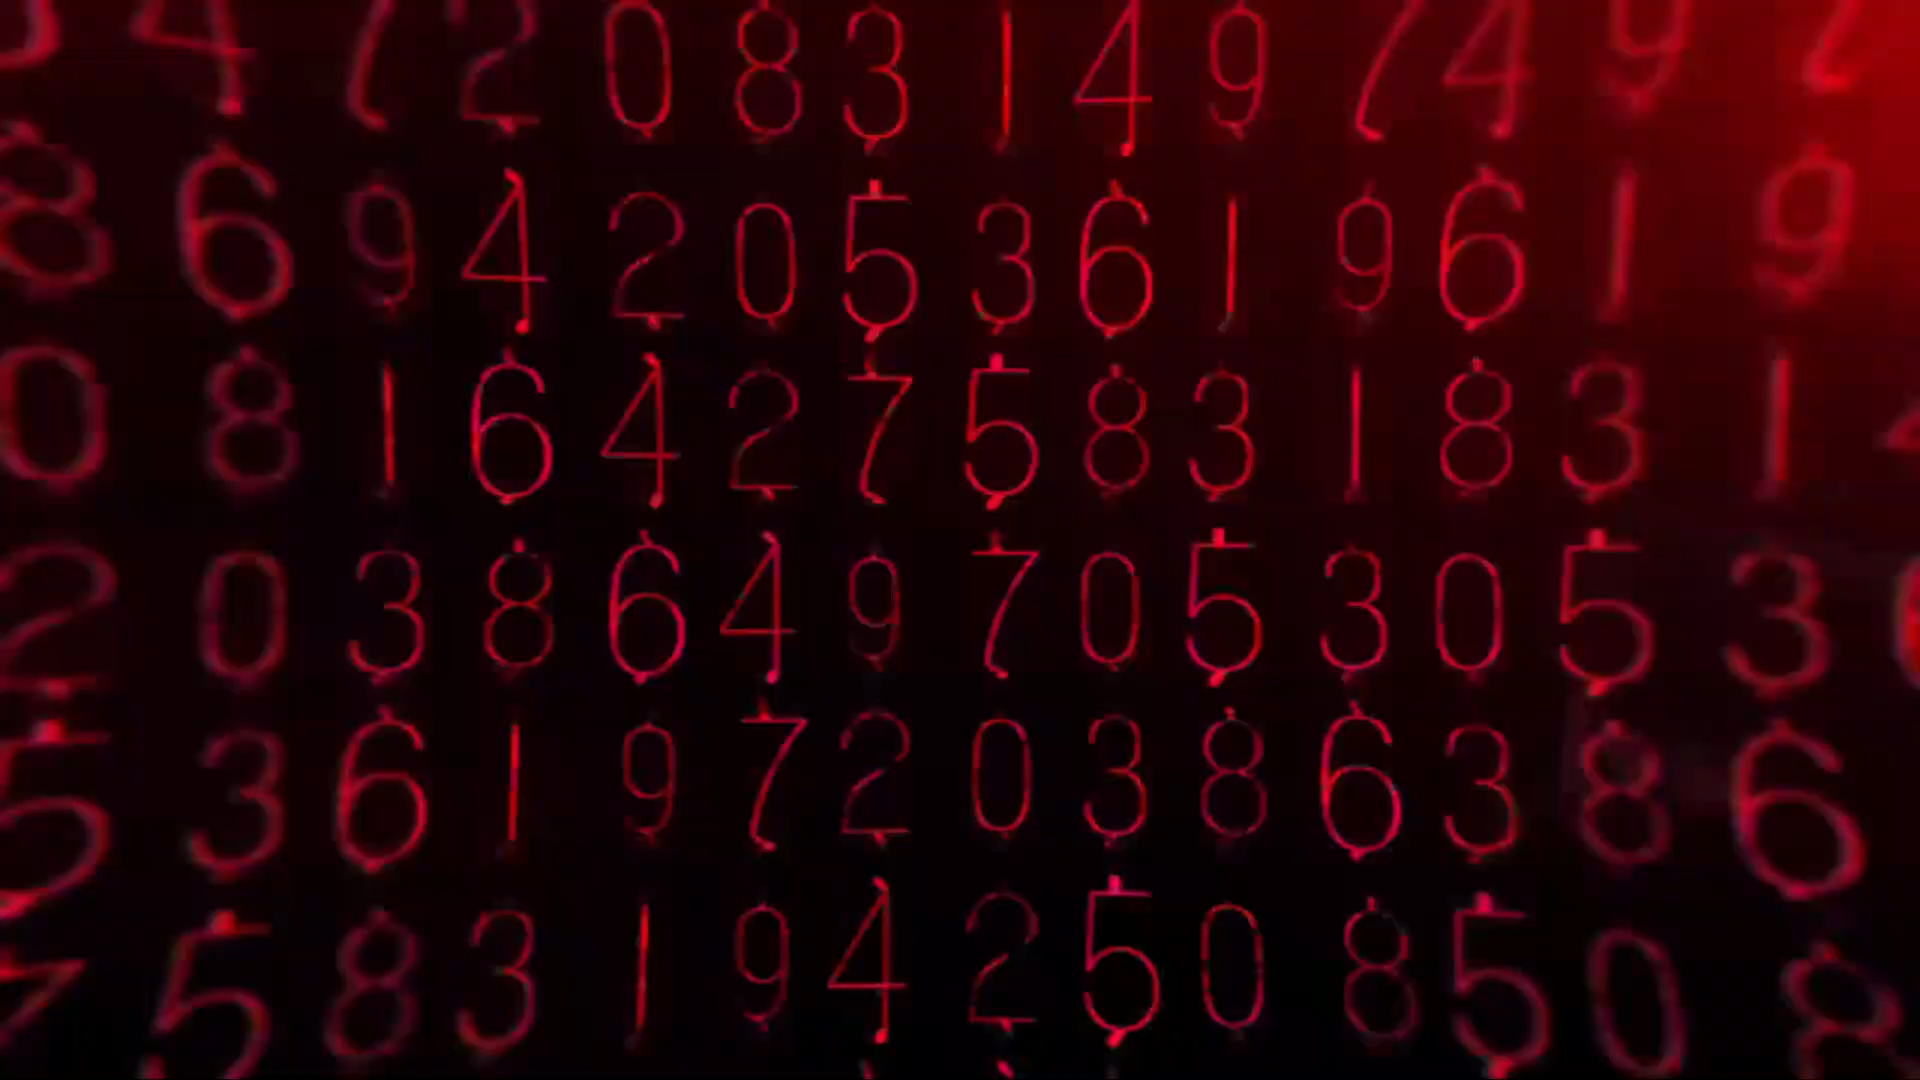 4 7 2 0 8 3 1 4 9 7 4 9 7
8 6 9 4 2 0 5 3 6 1 9 6 1 9
0 8 1 6 4 2 7 5 8 3 1 8 3 1 4
2 0 3 8 6 4 9 7 0 5 3 0 5 3 6
5 3 6 1 9 7 2 0 3 8 6 3 8 6
7 5 8 3 1 9 4 2 5 0 8 5 0 8